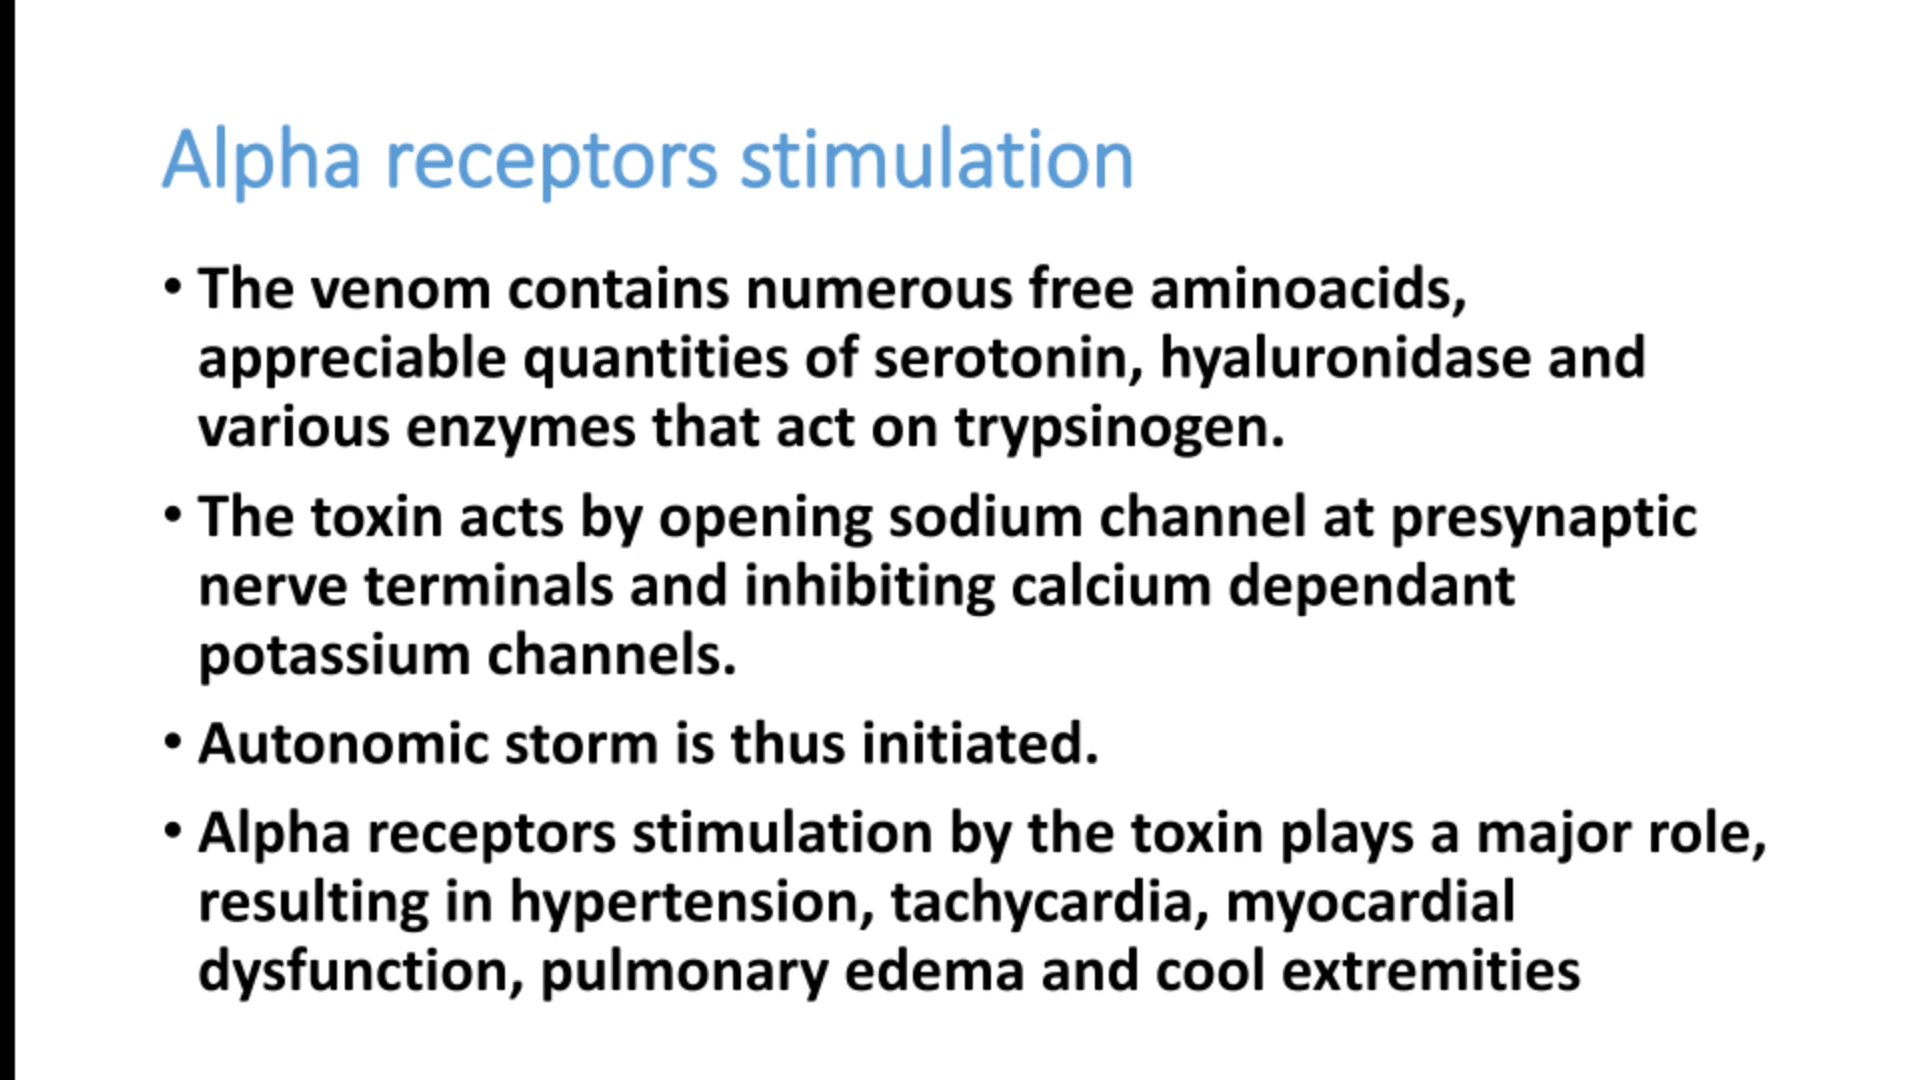 Alpha receptors stimulation
• The venom contains numerous free aminoacids,
appreciable quantities of serotonin, hyaluronidase and
various enzymes that act on trypsinogen.
• The toxin acts by opening sodium channel at presynaptic
nerve terminals and inhibiting calcium dependant
potassium channels.
• Autonomic storm is thus initiated.
• Alpha receptors stimulation by the toxin plays a major role,
resulting in hypertension, tachycardia, myocardial
dysfunction, pulmonary edema and cool extremities